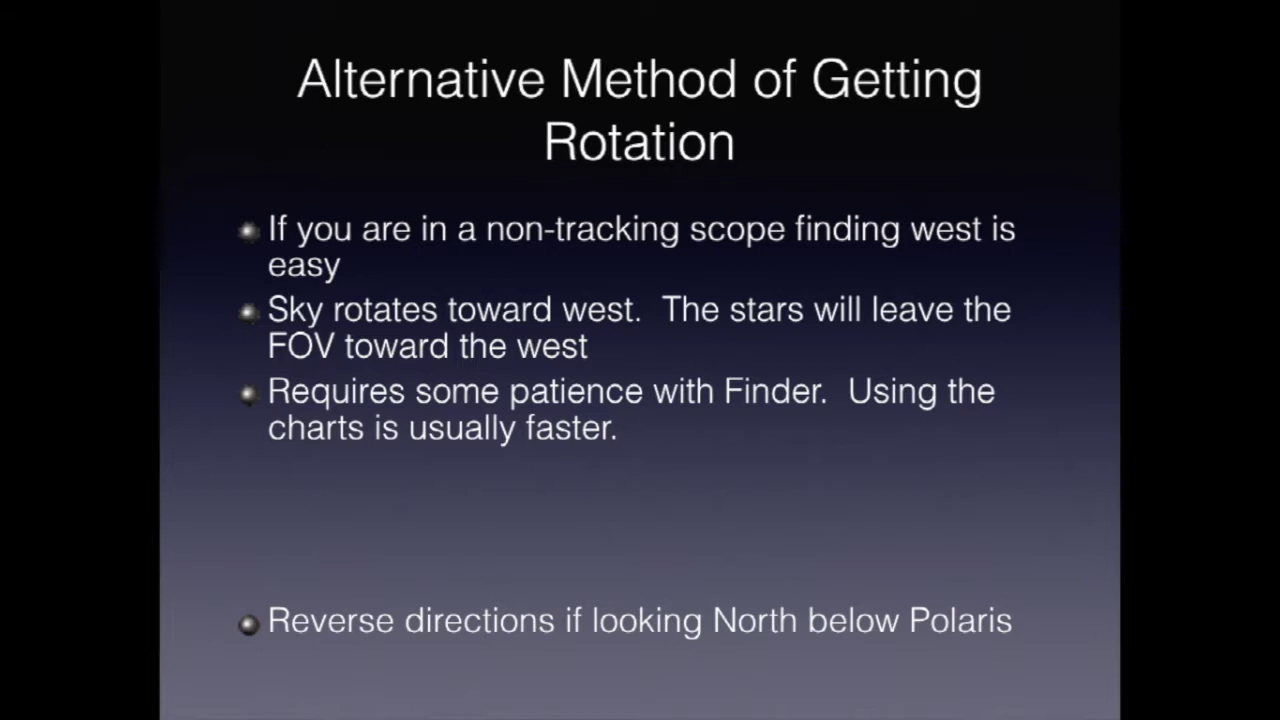 Alternative Method of Getting
Rotation
If you are in a non-tracking scope finding west is
easy
Sky rotates toward west.  The stars will leave the
FOV toward the west
Requires some patience with Finder.  Using the
charts is usually faster.
Reverse directions if looking North below Polaris